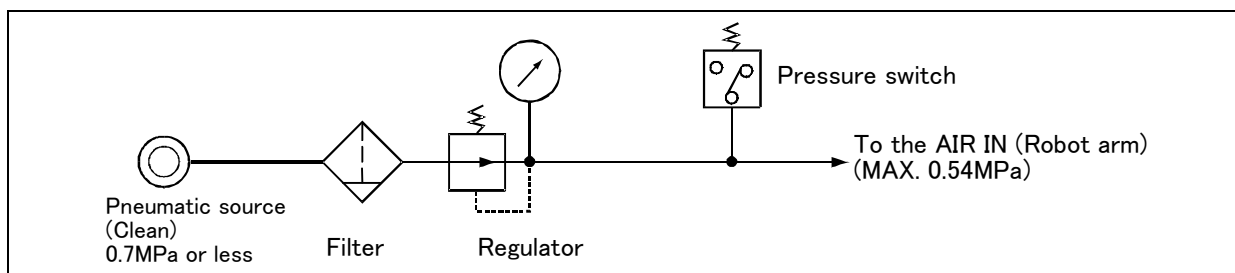 Pressure switch
To the AIR IN (Robot arm)
(MAX. 0.54MPa)
Pneumatic source
(Clean)
0.7MPa or less
Filter
Regulator